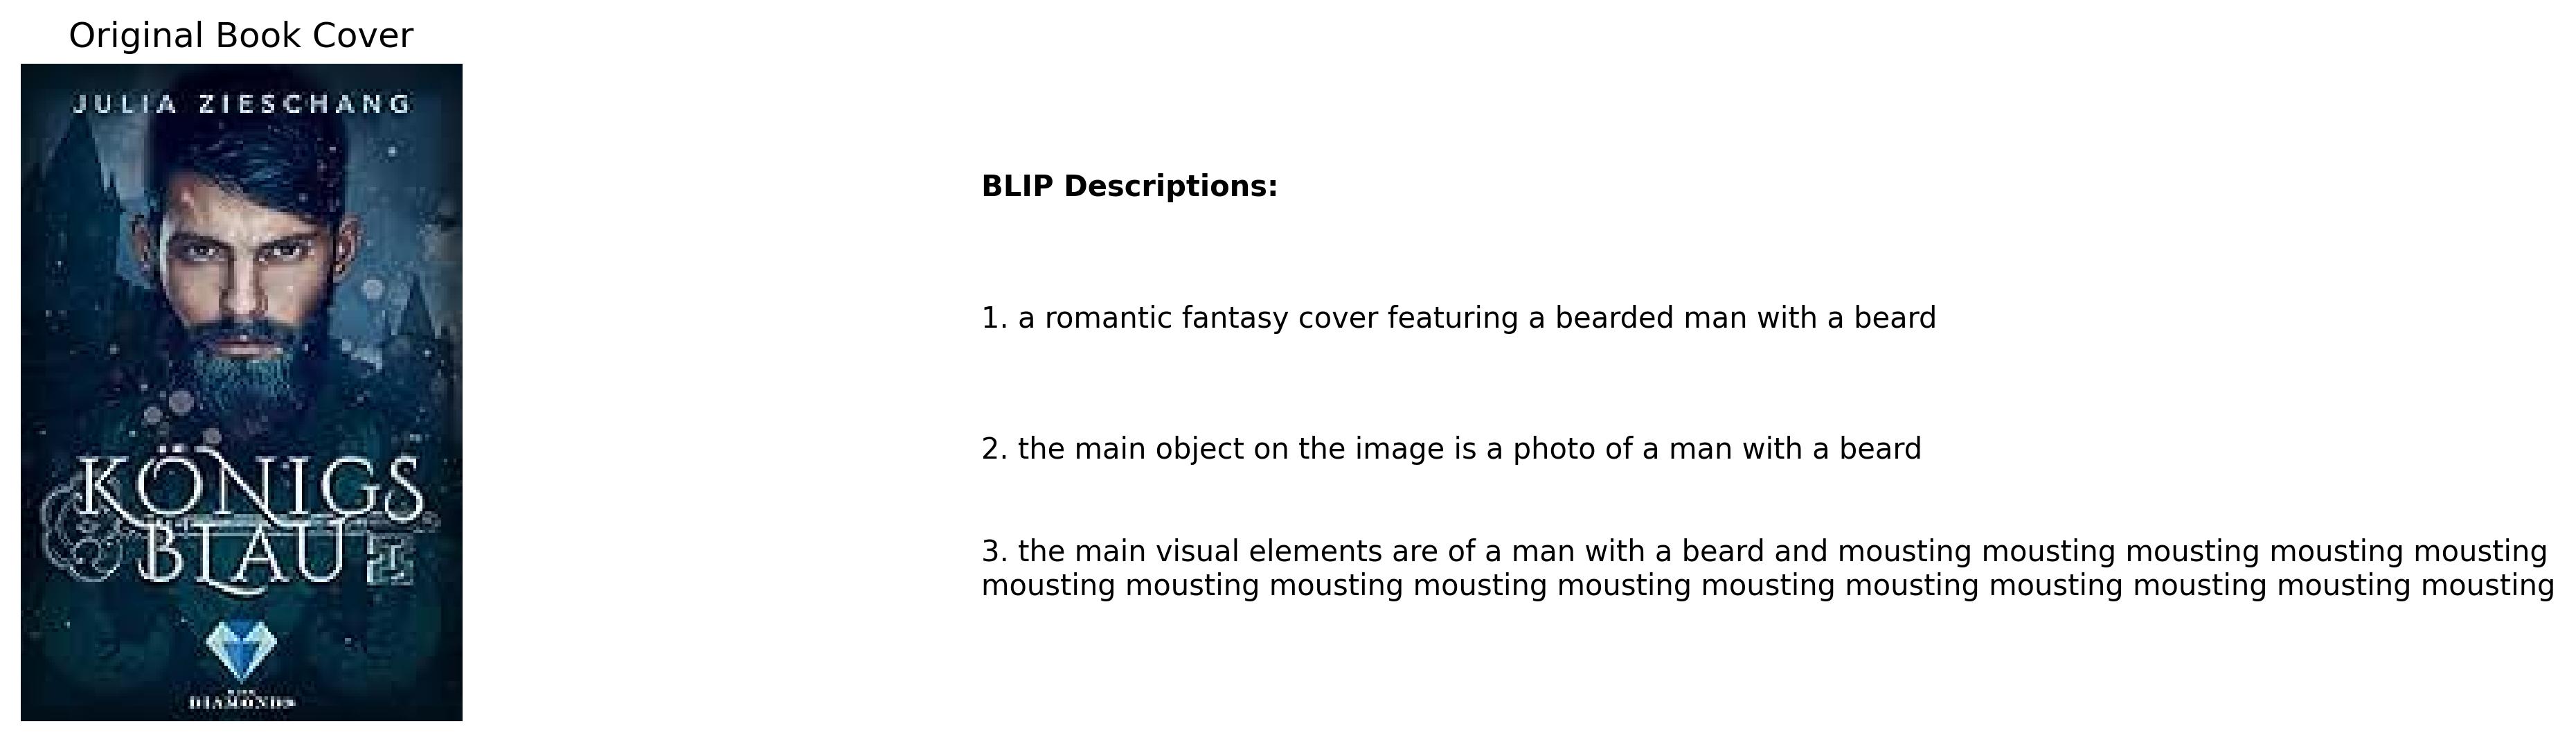 Original Book Cover
JULIA ZIESCHANG
KÖNIGS
BLAU
DIAMONDS
BLIP Descriptions:
1. a romantic fantasy cover featuring a bearded man with a beard
2. the main object on the image is a photo of a man with a beard
3. the main visual elements are of a man with a beard and mousting mousting mousting mousting mousting
mousting mousting mousting mousting mousting mousting mousting mousting mousting mousting mousting